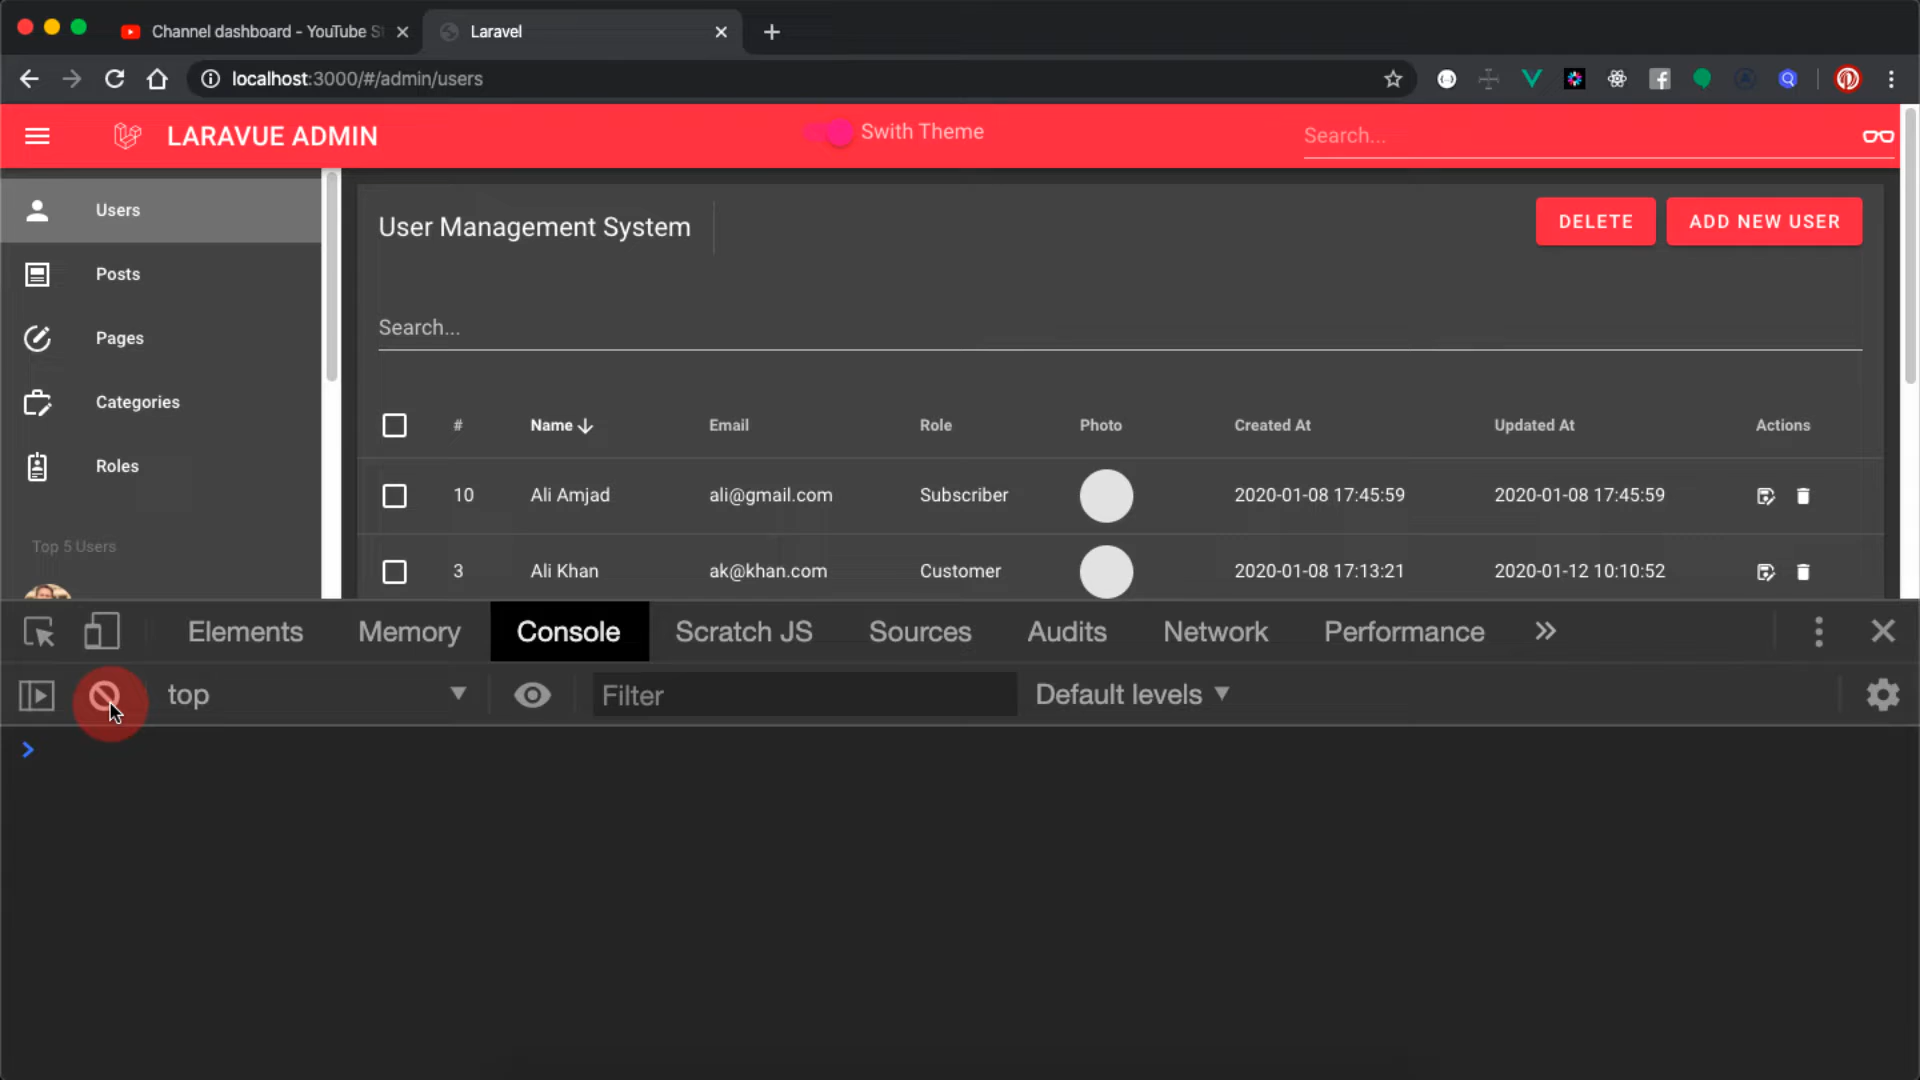 Channel dashboard - YouTube S
Laravel
localhost:3000/#/admin/users
LARAVUE ADMIN
Swith Theme
Search...
Users
Posts
Pages
Categories
Roles
Top 5 Users
User Management System
DELETE
ADD NEW USER
Search...
# Name Email Role Photo Created At Updated At Actions
10 Ali Amjad ali@gmail.com Subscriber 2020-01-08 17:45:59 2020-01-08 17:45:59
3 Ali Khan ak@khan.com Customer 2020-01-08 17:13:21 2020-01-12 10:10:52
Elements Memory Console Scratch JS Sources Audits Network Performance
top Filter Default levels